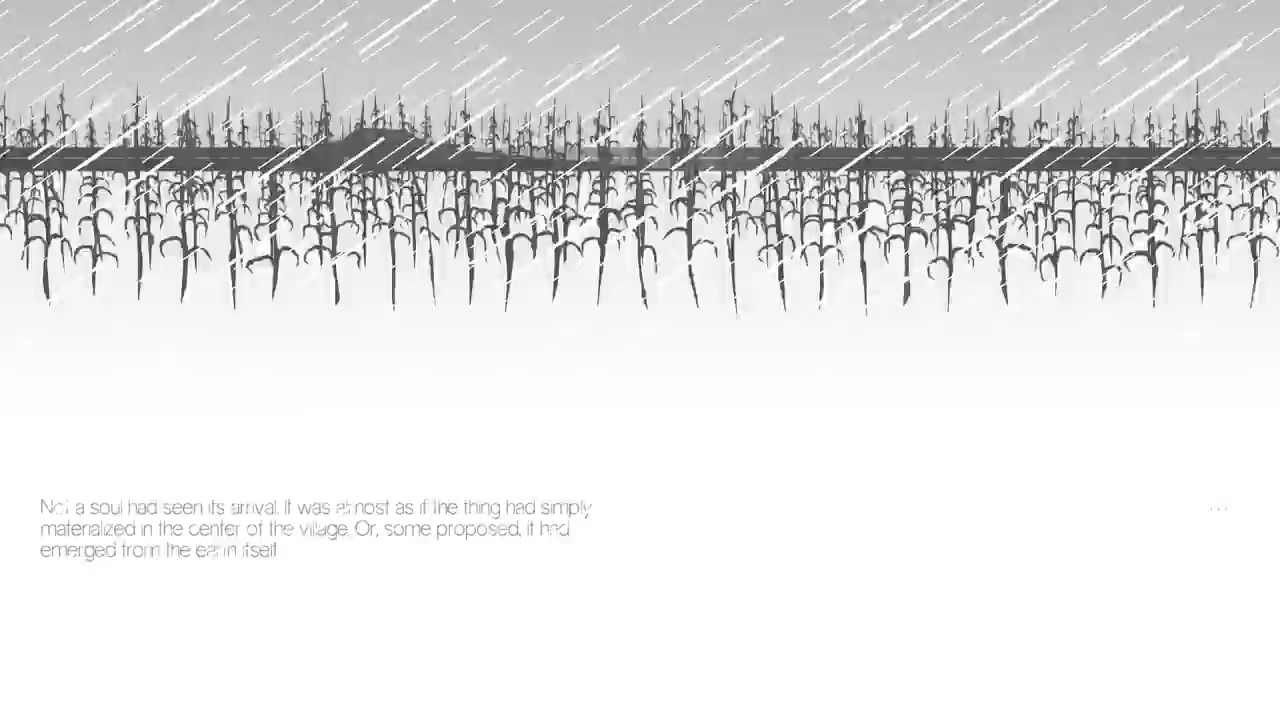 Not a soul had seen its arrival. It was almost as if the thing had simply
materialized in the center of the village. Or, some proposed, it had
emerged from the earth itself.
...